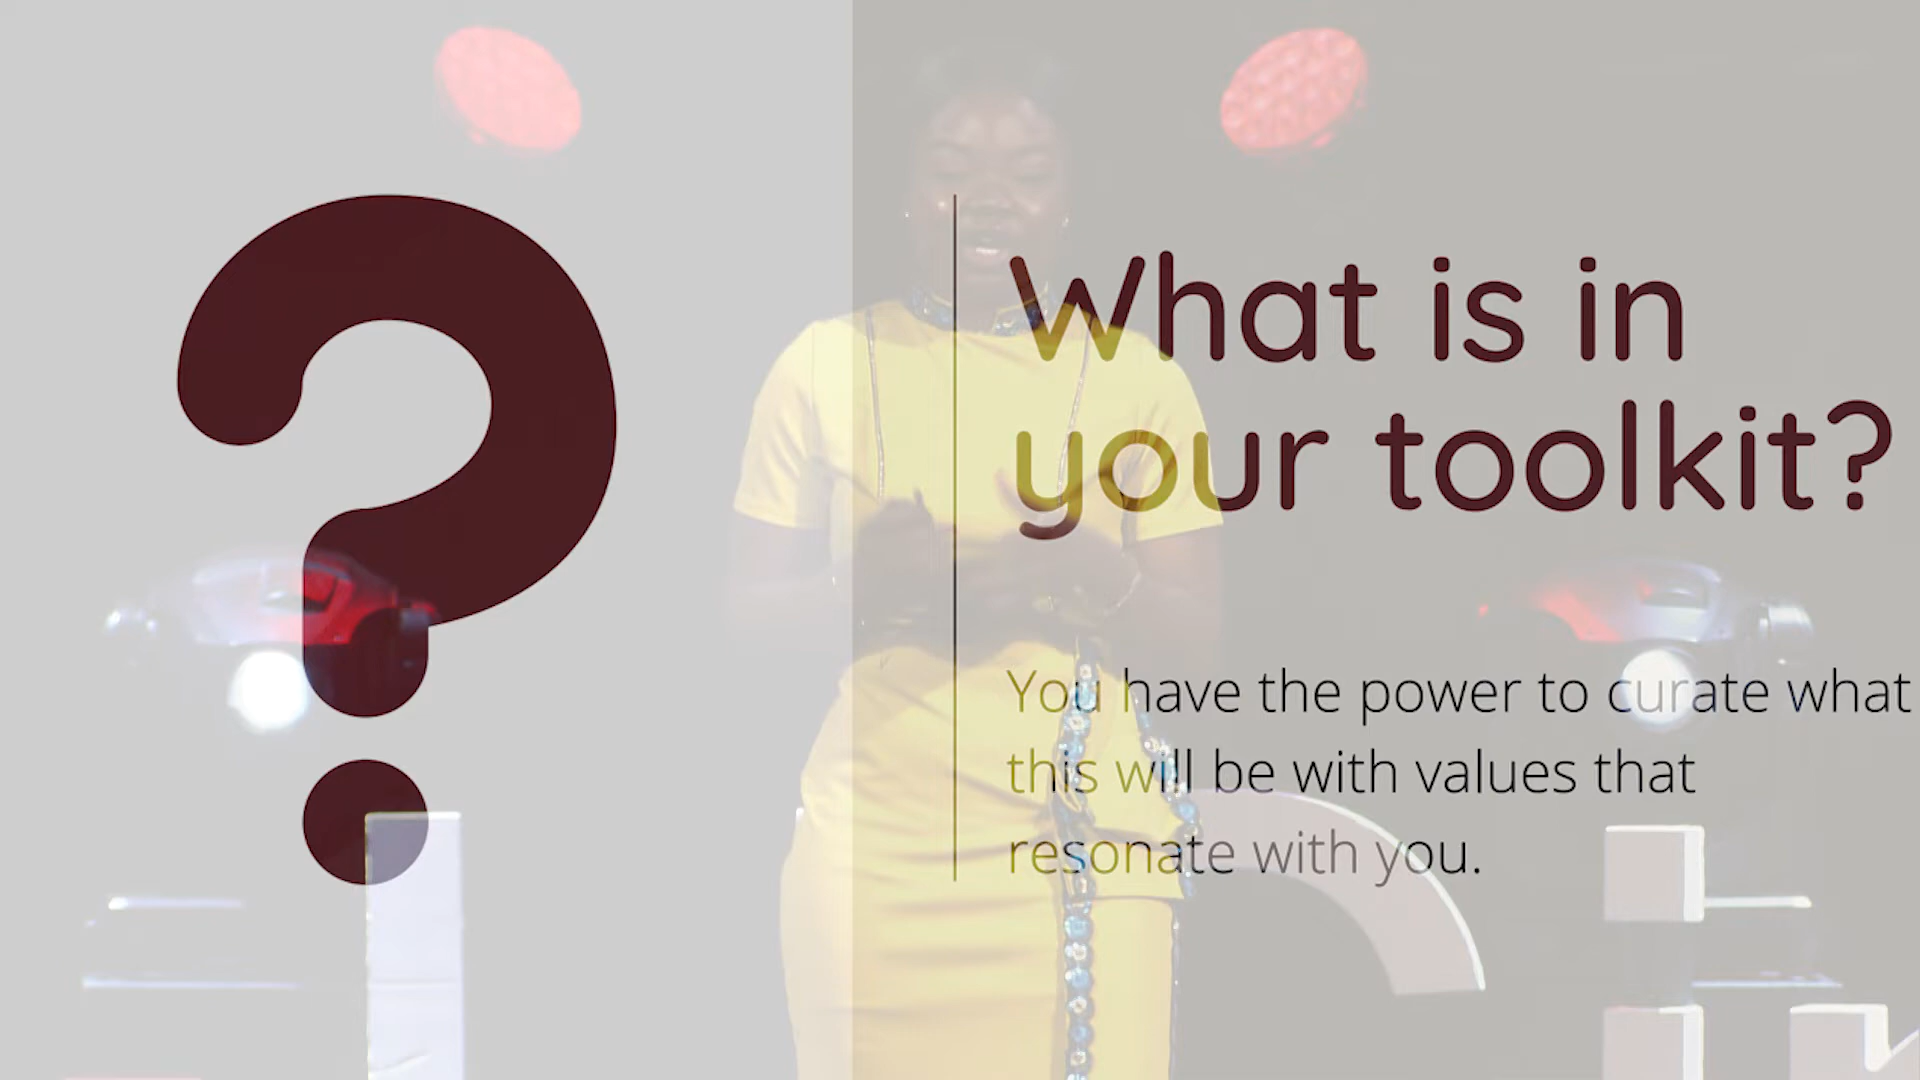 ?
What is in
your toolkit?
You have the power to curate what
this will be with values that
resonate with you.